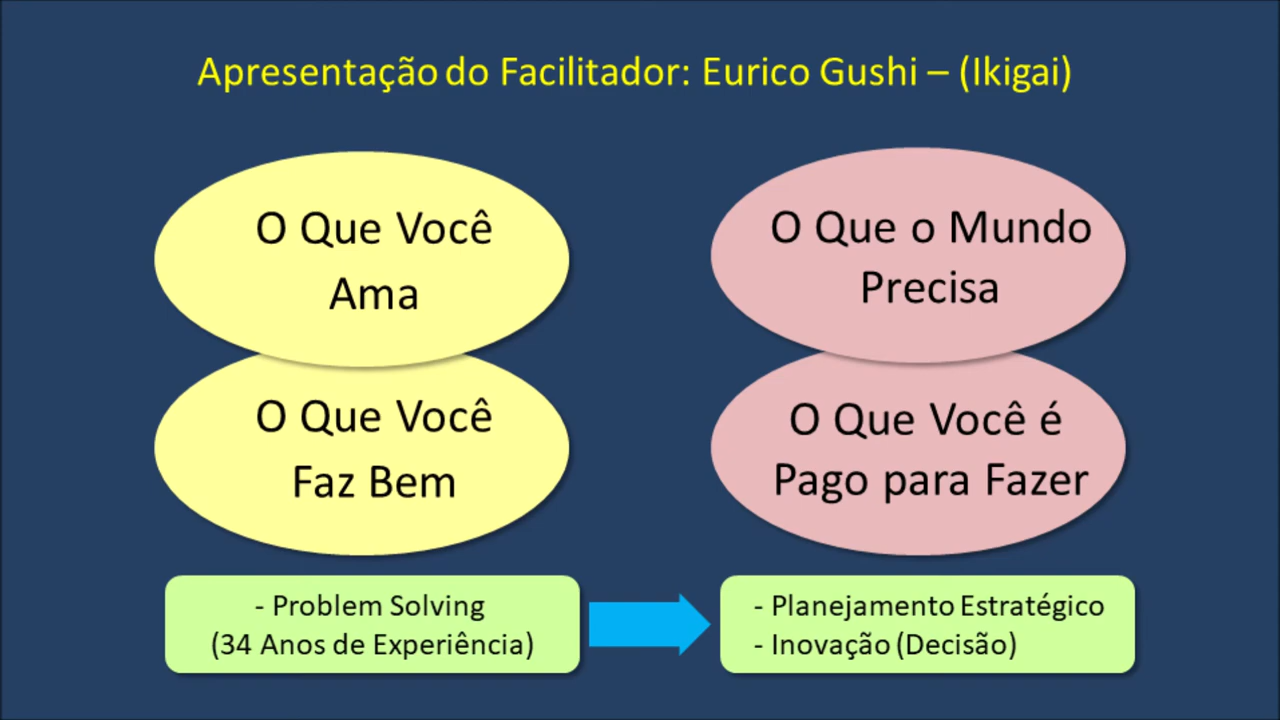 Apresentação do Facilitador: Eurico Gushi – (Ikigai)
O Que Você
Ama
O Que Você
Faz Bem
O Que o Mundo
Precisa
O Que Você é
Pago para Fazer
- Problem Solving
(34 Anos de Experiência)
- Planejamento Estratégico
- Inovação (Decisão)